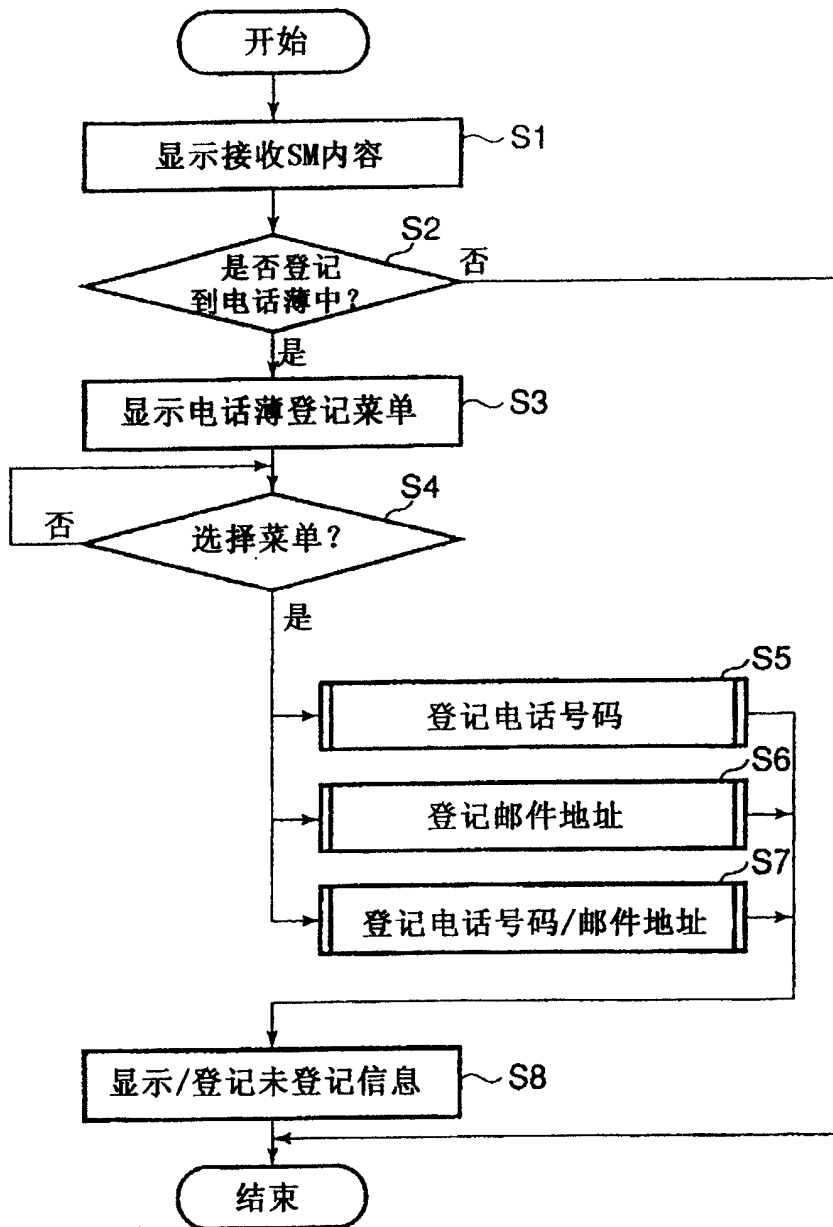 开始
显示接收SM内容
S1
S2
是否登记
到电话薄中?
否
是
显示电话薄登记菜单
S3
S4
选择菜单?
否
是
S5
登记电话号码
S6
登记邮件地址
S7
登记电话号码/邮件地址
显示/登记未登记信息
S8
结束